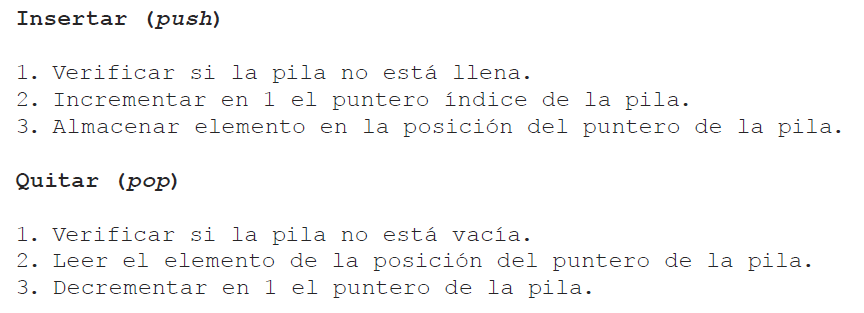 Insertar (push)
1. Verificar si la pila no está llena.
2. Incrementar en 1 el puntero índice de la pila.
3. Almacenar elemento en la posición del puntero de la pila.
Quitar (pop)
1. Verificar si la pila no está vacía.
2. Leer el elemento de la posición del puntero de la pila.
3. Decrementar en 1 el puntero de la pila.